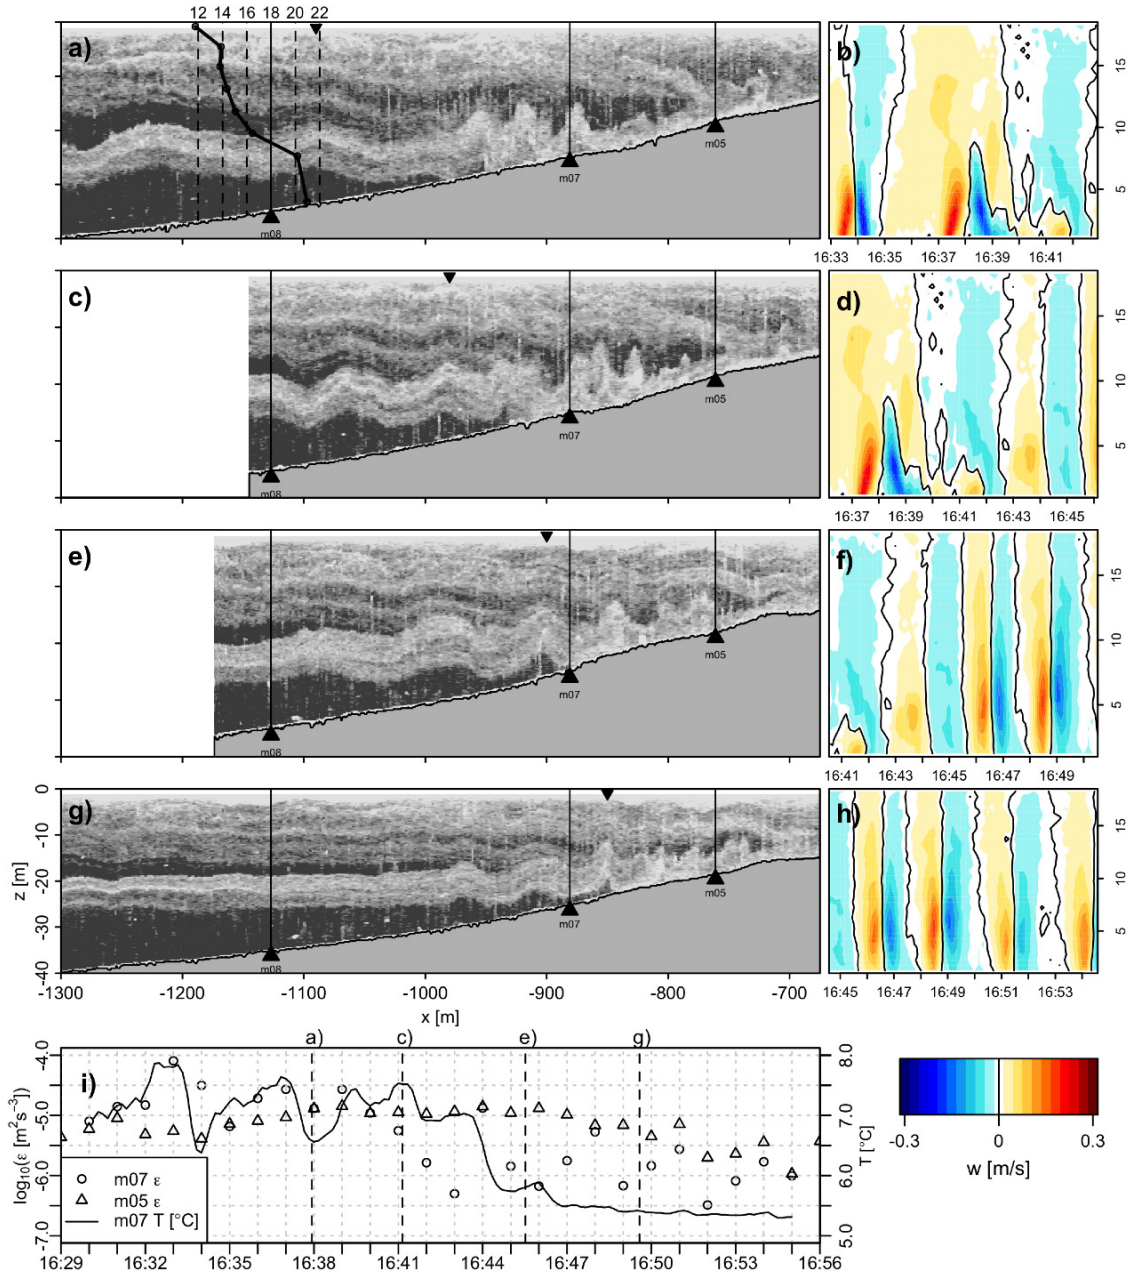 12 14 16 18 20 22
a)
m08
m07
m05
b)
15
10
5
16:33 16:35 16:37 16:39 16:41
c)
m08
m07
m05
d)
15
10
5
16:37 16:39 16:41 16:43 16:45
e)
m08
m07
m05
f)
15
10
5
16:41 16:43 16:45 16:47 16:49
g)
0
-10
-20
-30
-40
z [m]
m08
m07
m05
-1300 -1200 -1100 -1000 -900 -800 -700
x [m]
h)
15
10
5
16:45 16:47 16:49 16:51 16:53
a) c) e) g)
i)
-4.0
-5.0
-6.0
-7.0
log10(ε [m²s⁻³])
8.0
7.0
6.0
5.0
T [°C]
m07 ε
m05 ε
m07 T [°C]
16:29 16:32 16:35 16:38 16:41 16:44 16:47 16:50 16:53 16:56
-0.3 0 0.3
w [m/s]